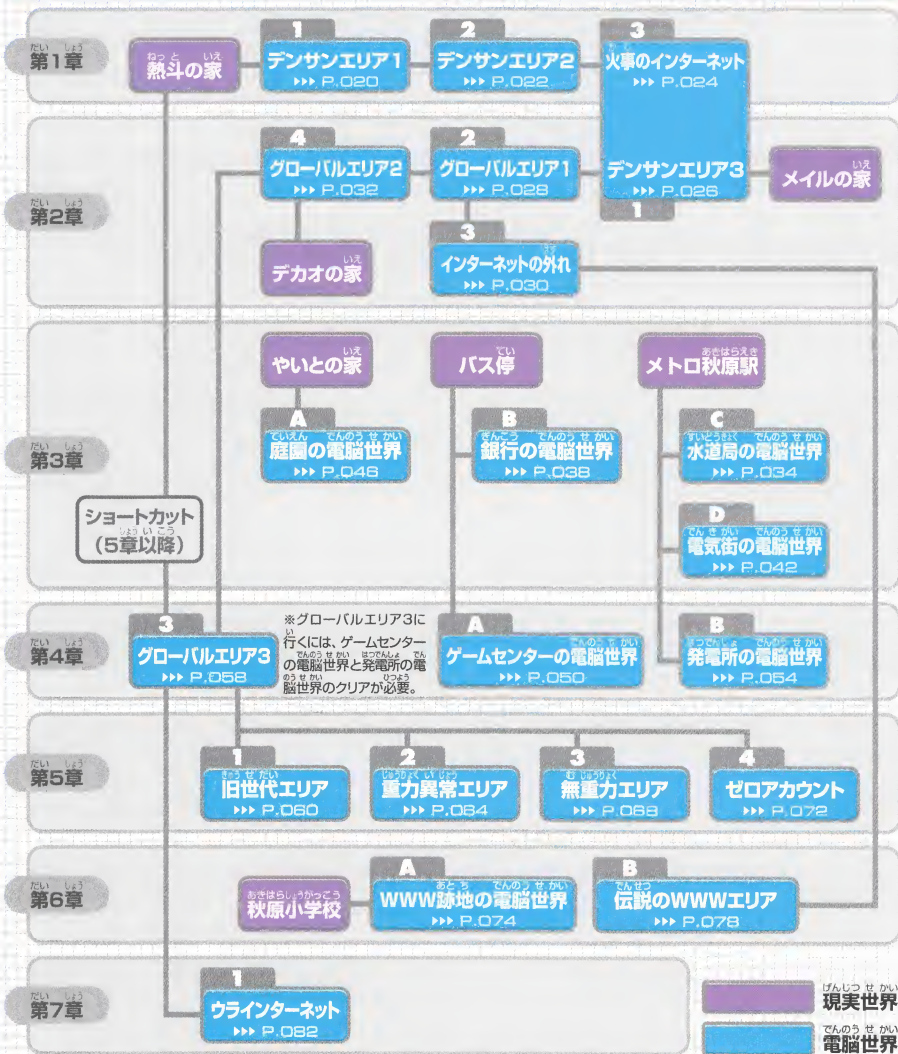 第1章
熱斗の家
1
デンサンエリア1
▸▸▸ P.020
2
デンサンエリア2
▸▸▸ P.022
3
火事のインターネット
▸▸▸ P.024
第2章
4
グローバルエリア2
▸▸▸ P.032
2
グローバルエリア1
▸▸▸ P.028
デンサンエリア3
▸▸▸ P.026
1
メイルの家
デカオの家
3
インターネットの外れ
▸▸▸ P.030
第3章
やいとの家
バス停
メトロ秋原駅
A
庭園の電脳世界
▸▸▸ P.046
B
銀行の電脳世界
▸▸▸ P.038
C
水道局の電脳世界
▸▸▸ P.034
D
電気街の電脳世界
▸▸▸ P.042
ショートカット
(5章以降)
第4章
3
グローバルエリア3
▸▸▸ P.058
※グローバルエリア3に
行くには、ゲームセンター
の電脳世界と発電所の電
脳世界のクリアが必要。
A
ゲームセンターの電脳世界
▸▸▸ P.050
B
発電所の電脳世界
▸▸▸ P.054
第5章
1
旧世代エリア
▸▸▸ P.060
2
重力異常エリア
▸▸▸ P.064
3
無重力エリア
▸▸▸ P.068
4
ゼロアカウント
▸▸▸ P.072
第6章
秋原小学校
A
WWW跡地の電脳世界
▸▸▸ P.074
B
伝説のWWWエリア
▸▸▸ P.078
第7章
1
ウラインターネット
▸▸▸ P.082
現実世界
電脳世界